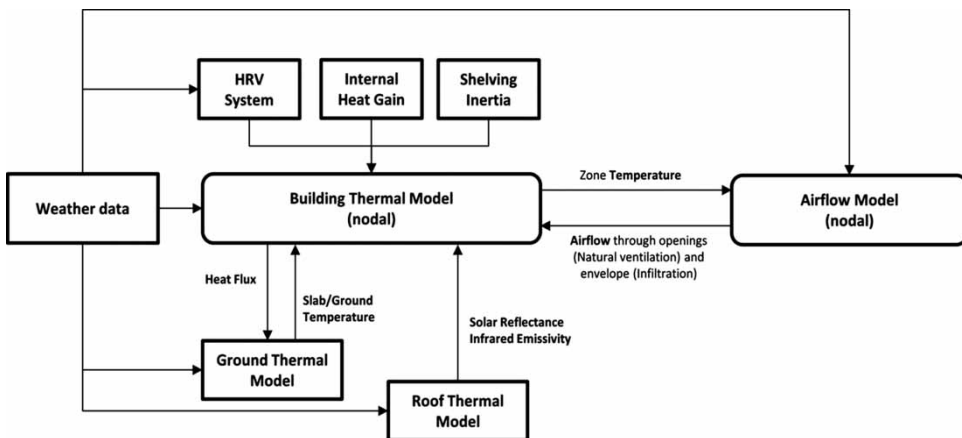 HRV
System
Internal
Heat Gain
Shelving
Inertia
Weather data
Building Thermal Model
(nodal)
Zone Temperature
Airflow Model
(nodal)
Airflow through openings
(Natural ventilation) and
envelope (Infiltration)
Heat Flux
Slab/Ground
Temperature
Solar Reflectance
Infrared Emissivity
Ground Thermal
Model
Roof Thermal
Model